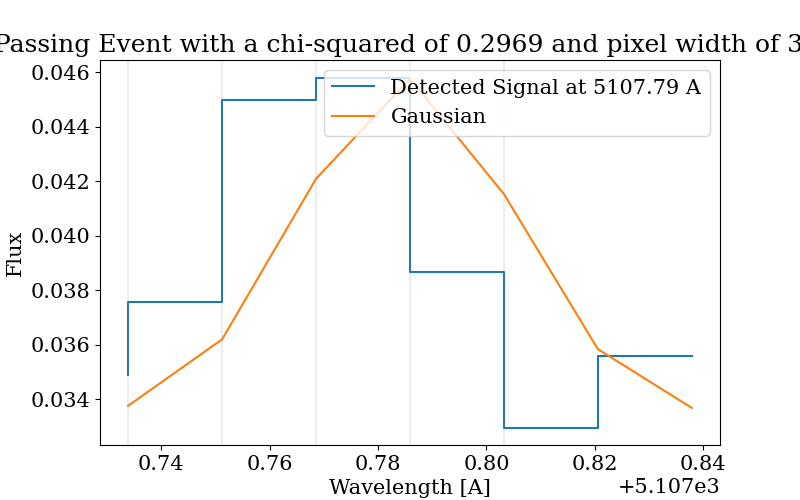 Passing Event with a chi-squared of 0.2969 and pixel width of 3
Detected Signal at 5107.79 A
Gaussian
Flux
0.046
0.044
0.042
0.040
0.038
0.036
0.034
0.74 0.76 0.78 0.80 0.82 0.84
Wavelength [A]
+5.107e3